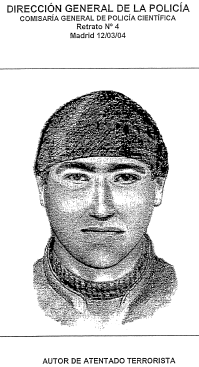 DIRECCIÓN GENERAL DE LA POLICÍA
COMISARÍA GENERAL DE POLICÍA CIENTÍFICA
Retrato Nº 4
Madrid 12/03/04
AUTOR DE ATENTADO TERRORISTA